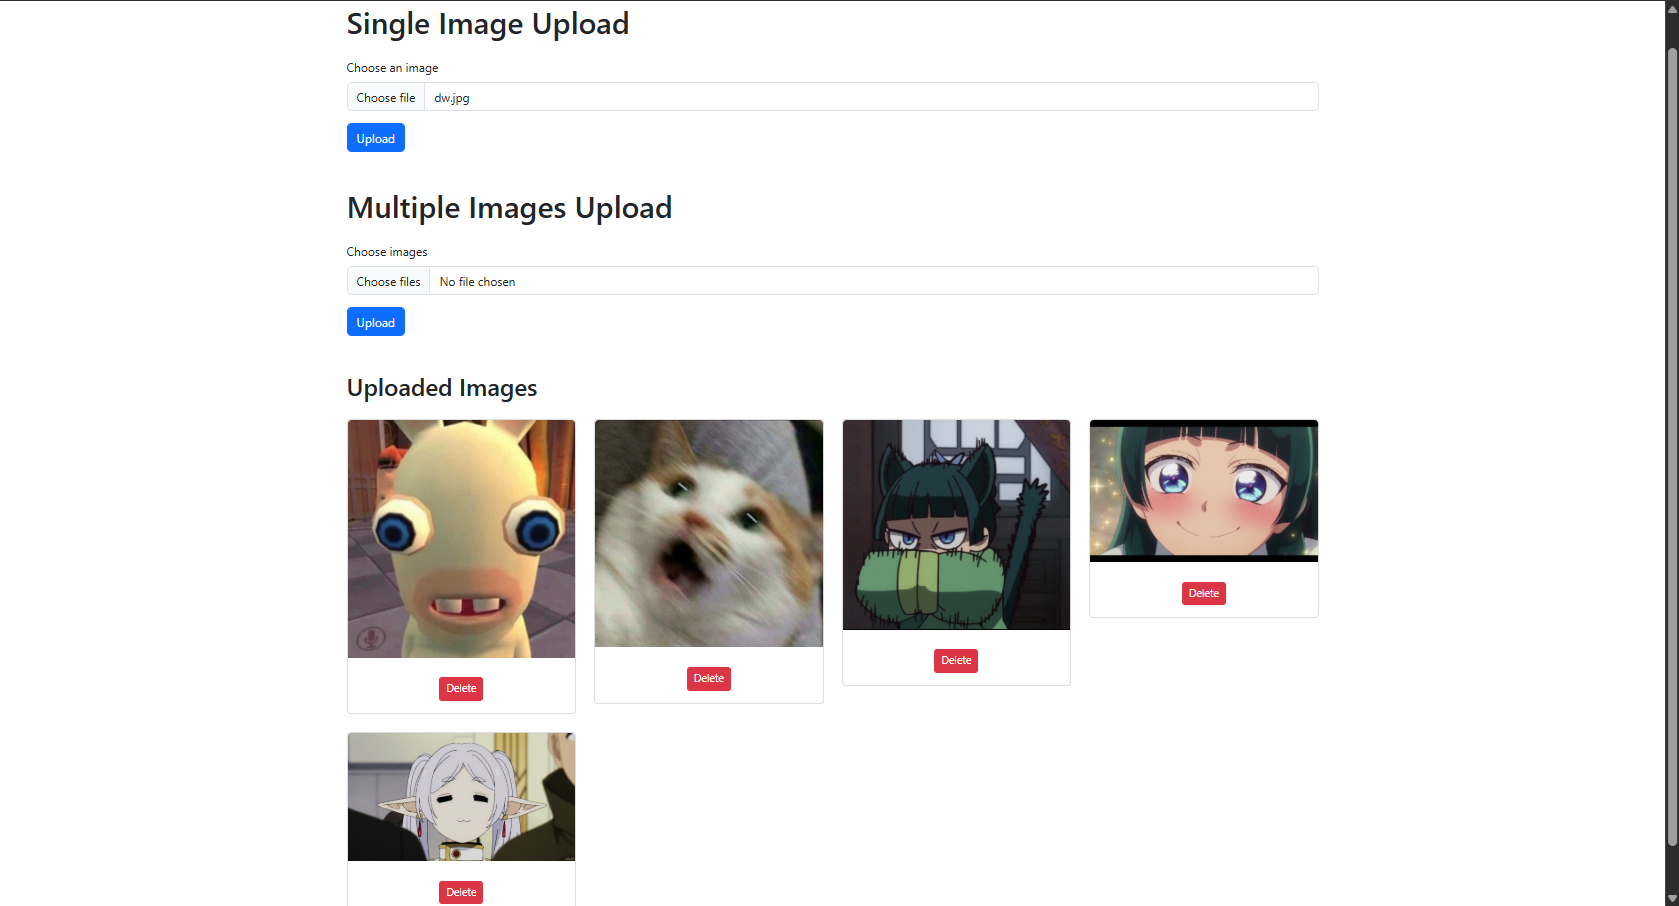 Single Image Upload
Choose an image
Choose file dw.jpg
Upload
Multiple Images Upload
Choose images
Choose files No file chosen
Upload
Uploaded Images
Delete
Delete
Delete
Delete
Delete